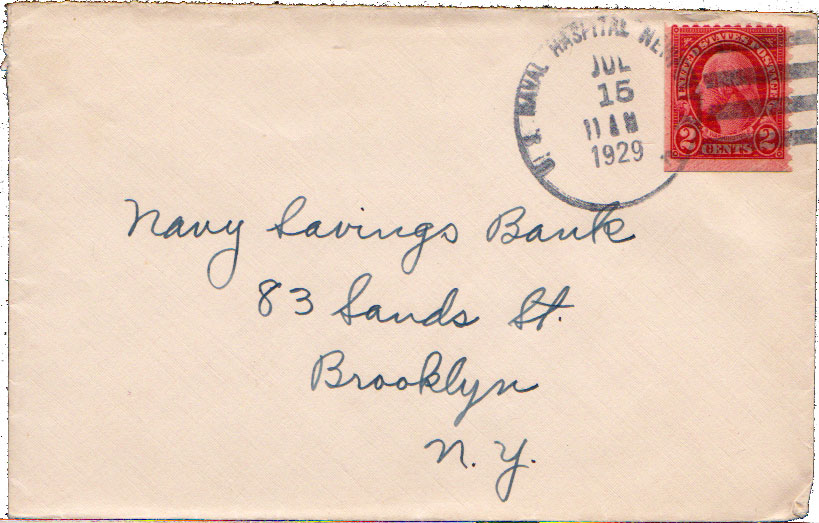 U.S. NAVAL HOSPITAL NEW
JUL
15
11 AM
1929
UNITED STATES POSTAGE
2 CENTS 2
Navy Savings Bank
83 Sands St.
Brooklyn
N.Y.